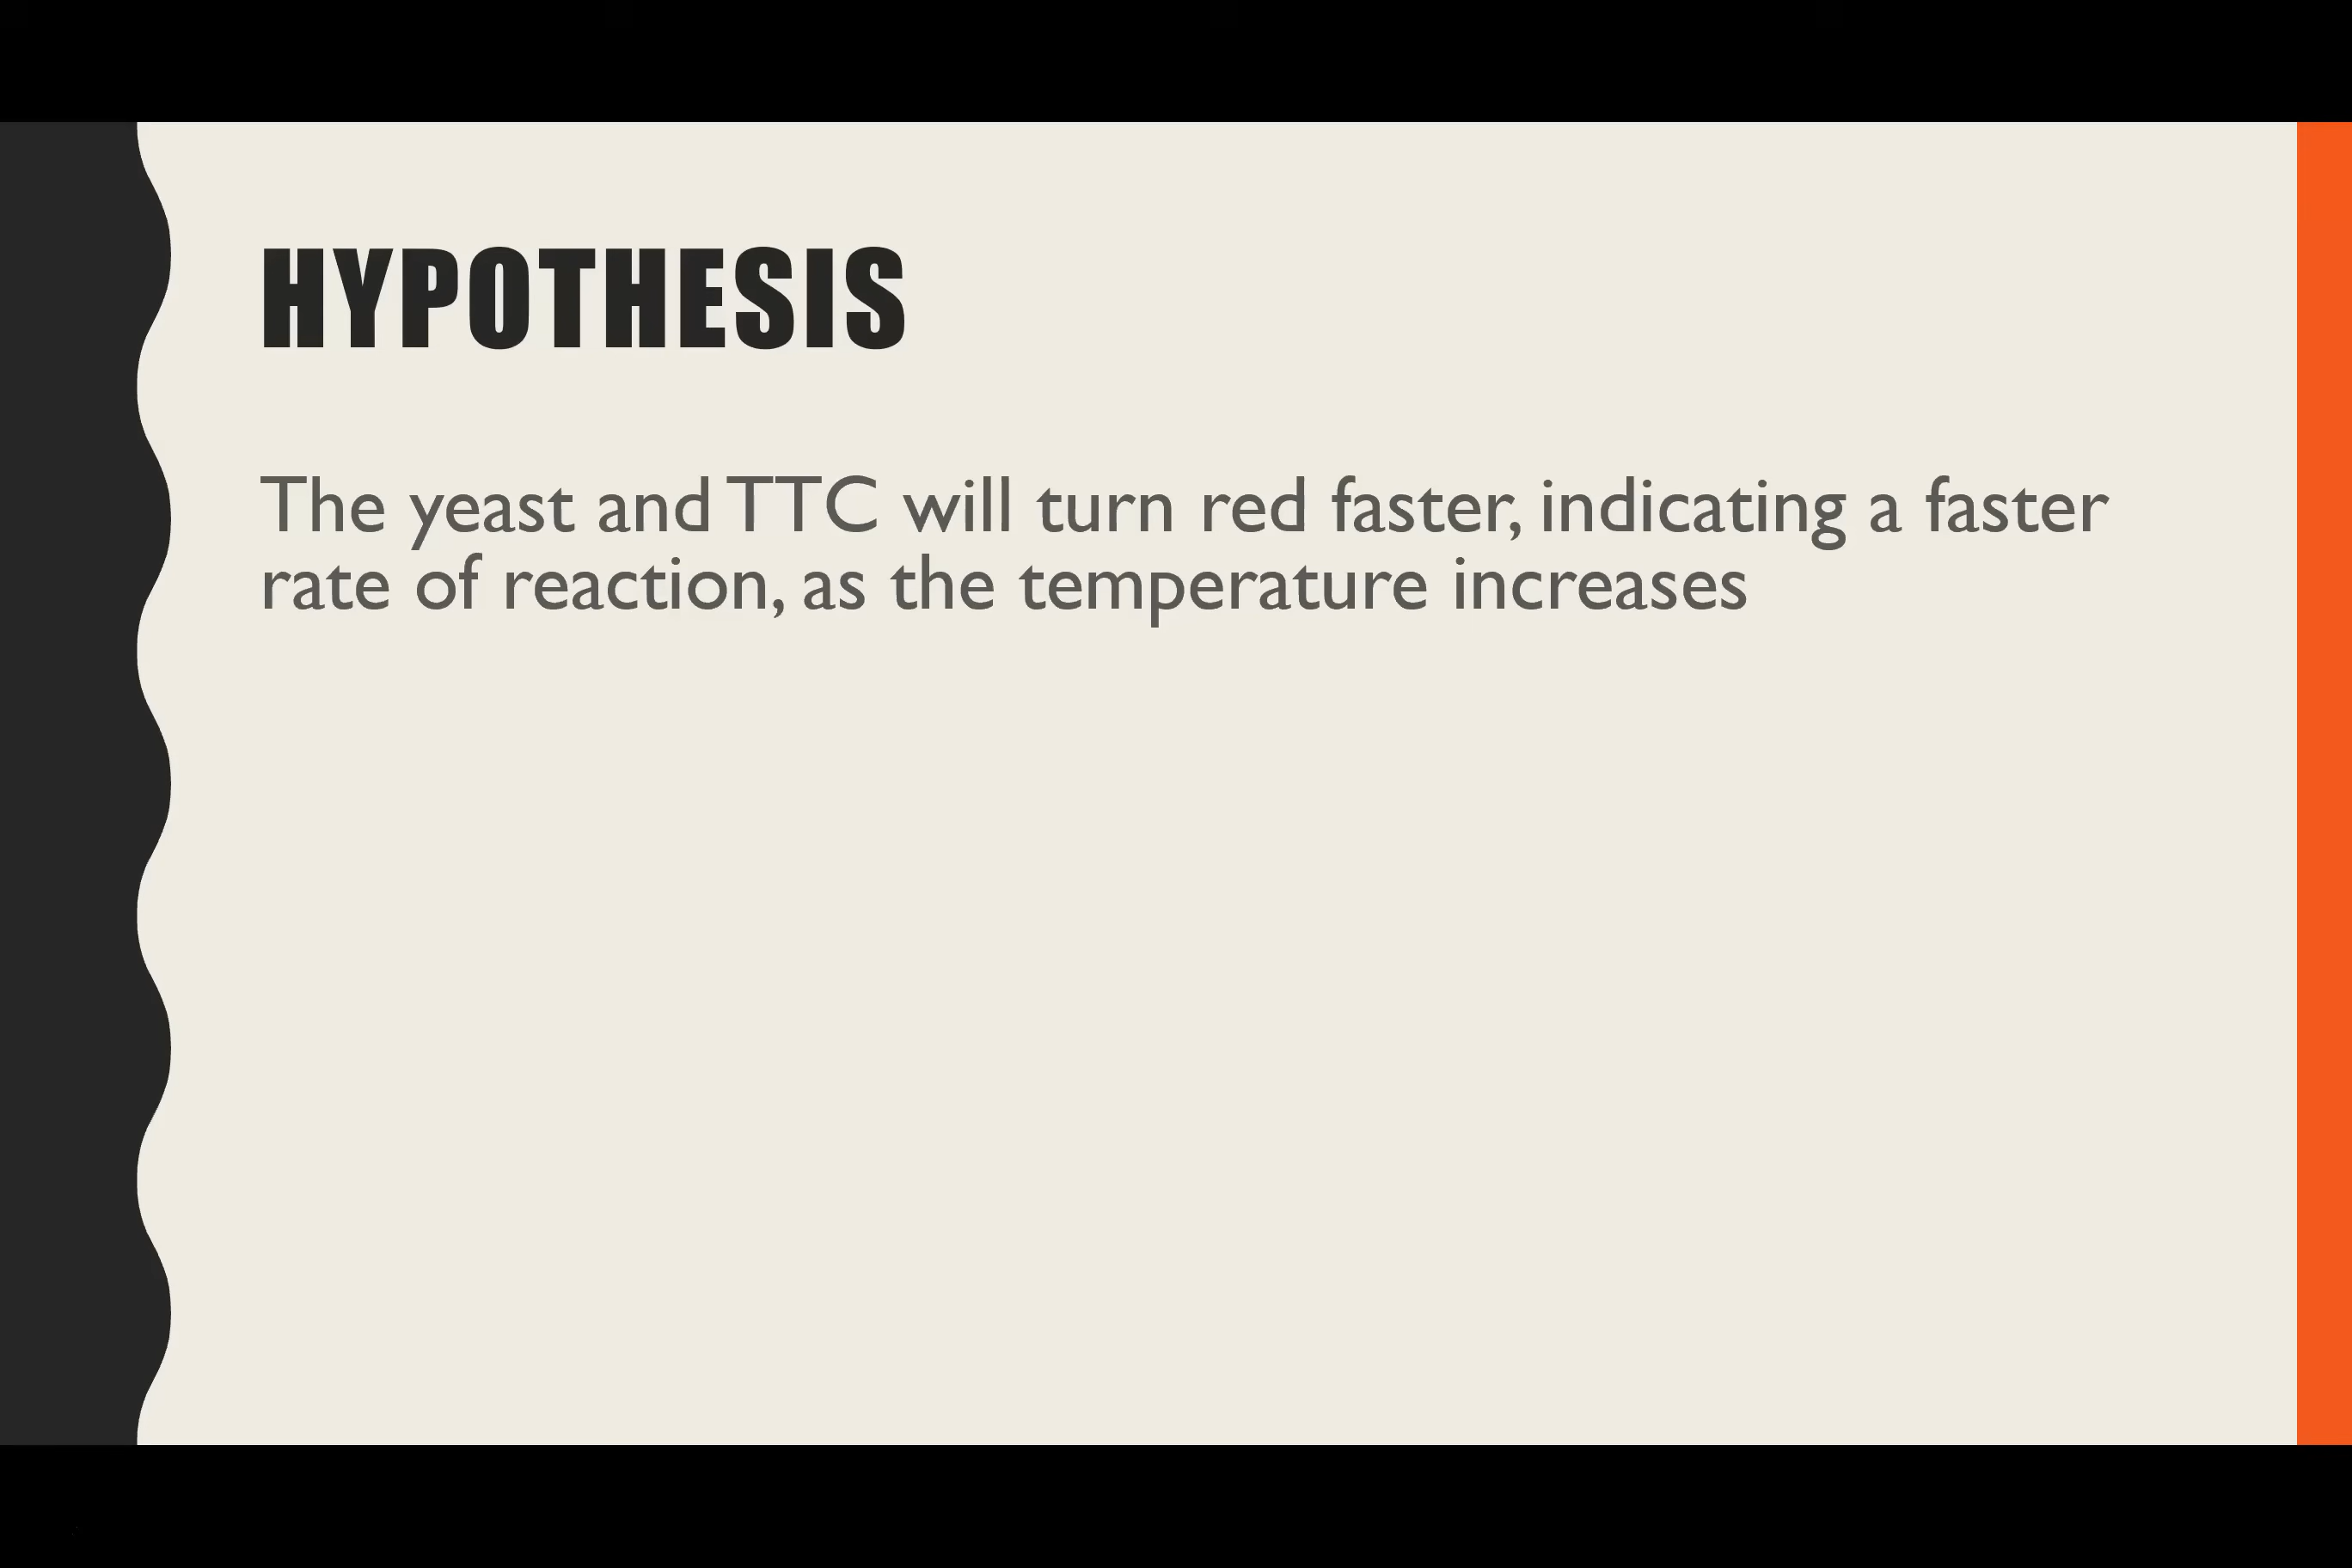 HYPOTHESIS
The yeast and TTC will turn red faster, indicating a faster
rate of reaction, as the temperature increases